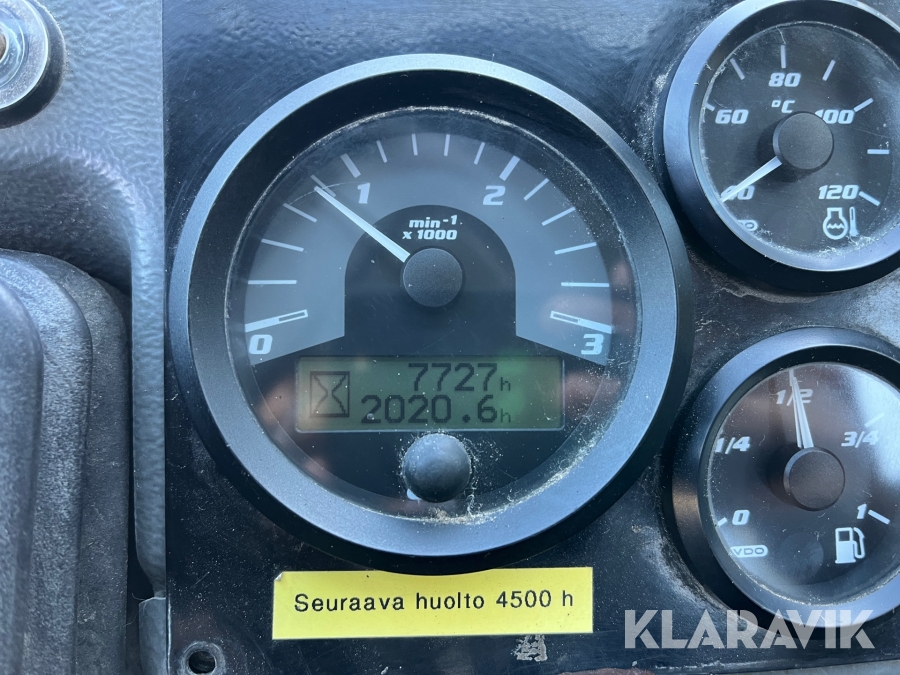 1
2
min-1.
x 1000
0
3
7727h
2020.6h
Seuraava huolto 4500 h
80
60
°C
100
40
120
1/2
1/4
3/4
0
1
VDO
KLARAVIK